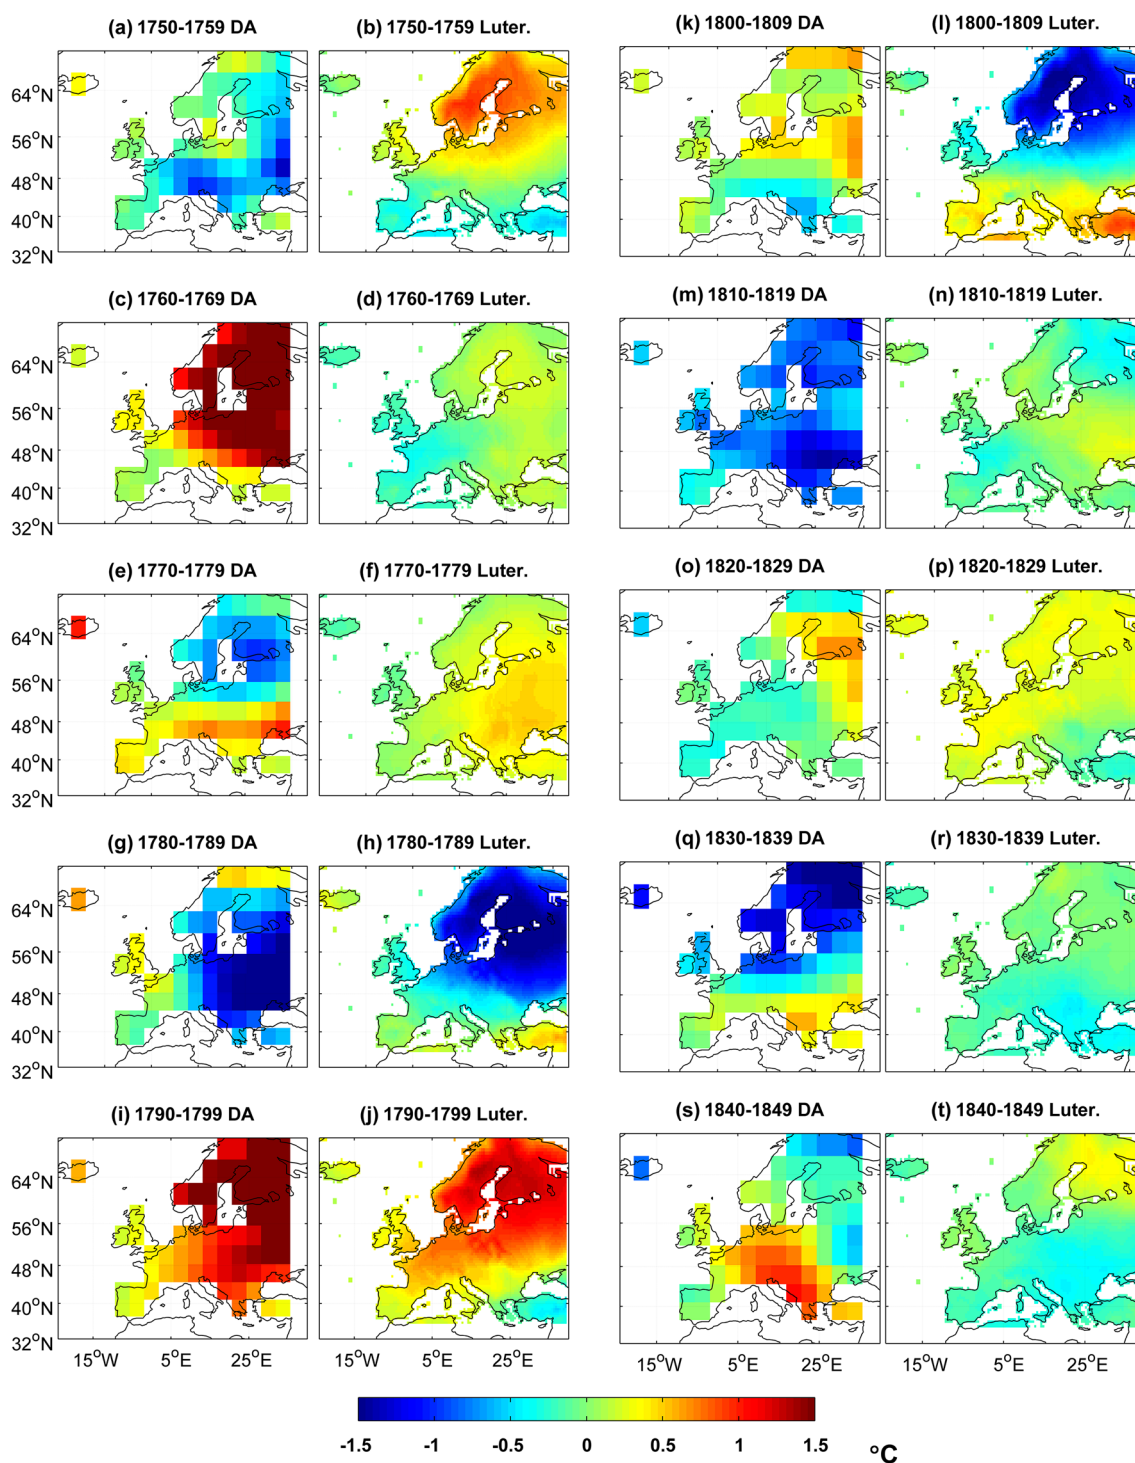 (a) 1750-1759 DA
(b) 1750-1759 Luter.
(k) 1800-1809 DA
(l) 1800-1809 Luter.
64°N
56°N
48°N
40°N
32°N
(c) 1760-1769 DA
(d) 1760-1769 Luter.
(m) 1810-1819 DA
(n) 1810-1819 Luter.
64°N
56°N
48°N
40°N
32°N
(e) 1770-1779 DA
(f) 1770-1779 Luter.
(o) 1820-1829 DA
(p) 1820-1829 Luter.
64°N
56°N
48°N
40°N
32°N
(g) 1780-1789 DA
(h) 1780-1789 Luter.
(q) 1830-1839 DA
(r) 1830-1839 Luter.
64°N
56°N
48°N
40°N
32°N
(i) 1790-1799 DA
(j) 1790-1799 Luter.
(s) 1840-1849 DA
(t) 1840-1849 Luter.
64°N
56°N
48°N
40°N
32°N
15°W 5°E 25°E 15°W 5°E 25°E 15°W 5°E 25°E 15°W 5°E 25°E
-1.5 -1 -0.5 0 0.5 1 1.5 °C